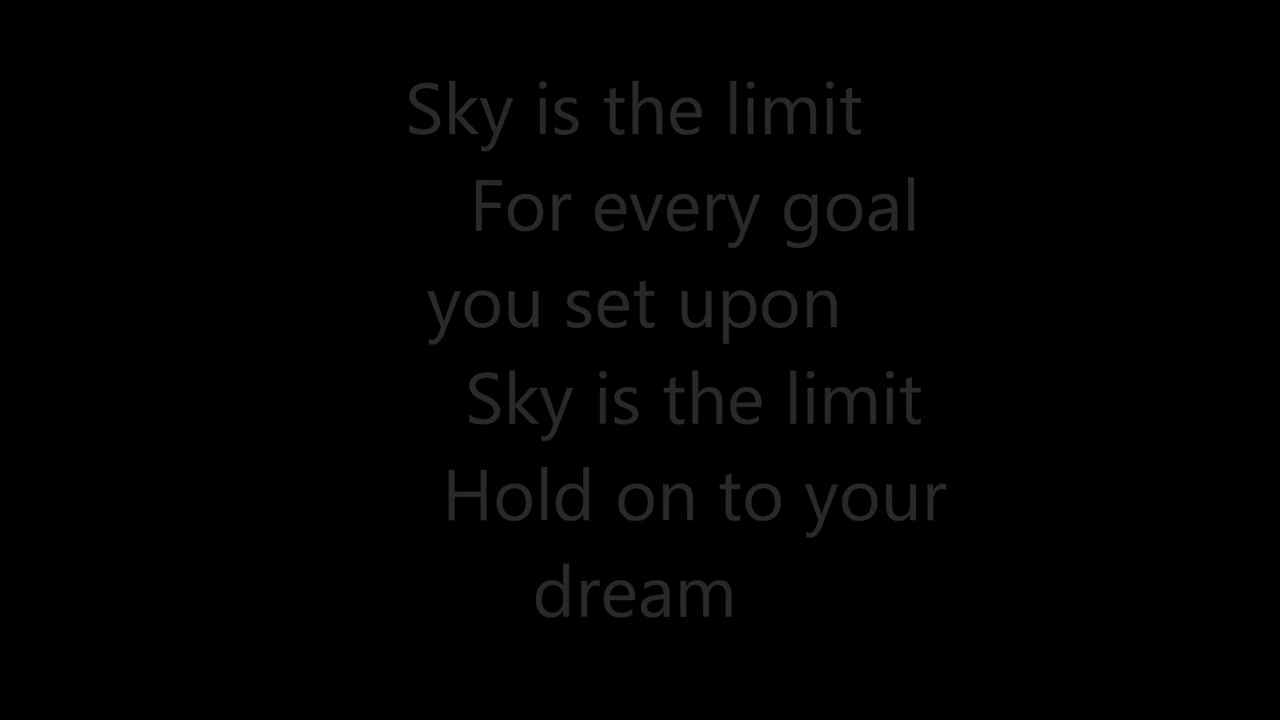 Sky is the limit
For every goal
you set upon
Sky is the limit
Hold on to your
dream